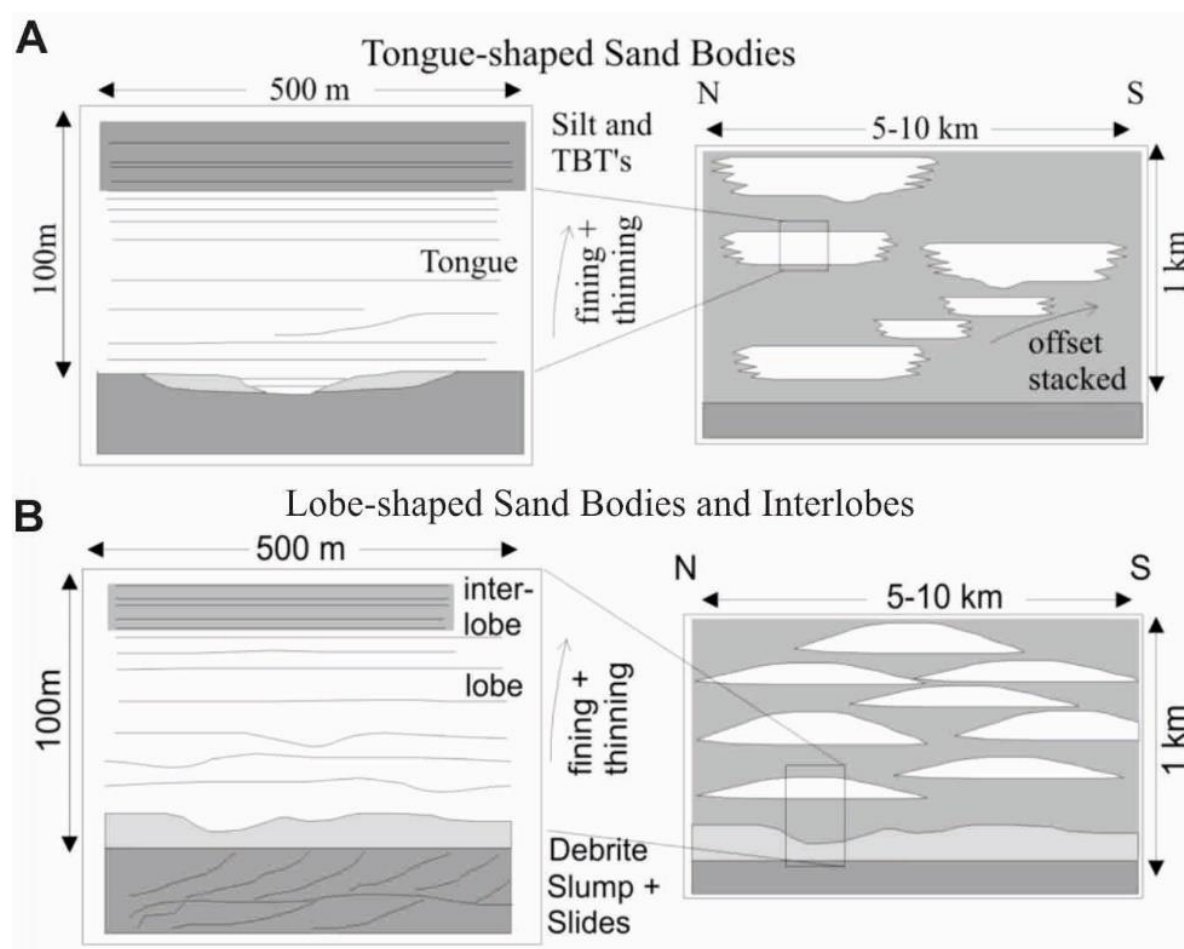 A
Tongue-shaped Sand Bodies
500 m
Silt and
TBT's
100m
Tongue
fining +
thinning
N
S
5-10 km
1 km
offset
stacked
B
Lobe-shaped Sand Bodies and Interlobes
500 m
inter-
lobe
lobe
100m
fining +
thinning
Debrite
Slump +
Slides
N
S
5-10 km
1 km